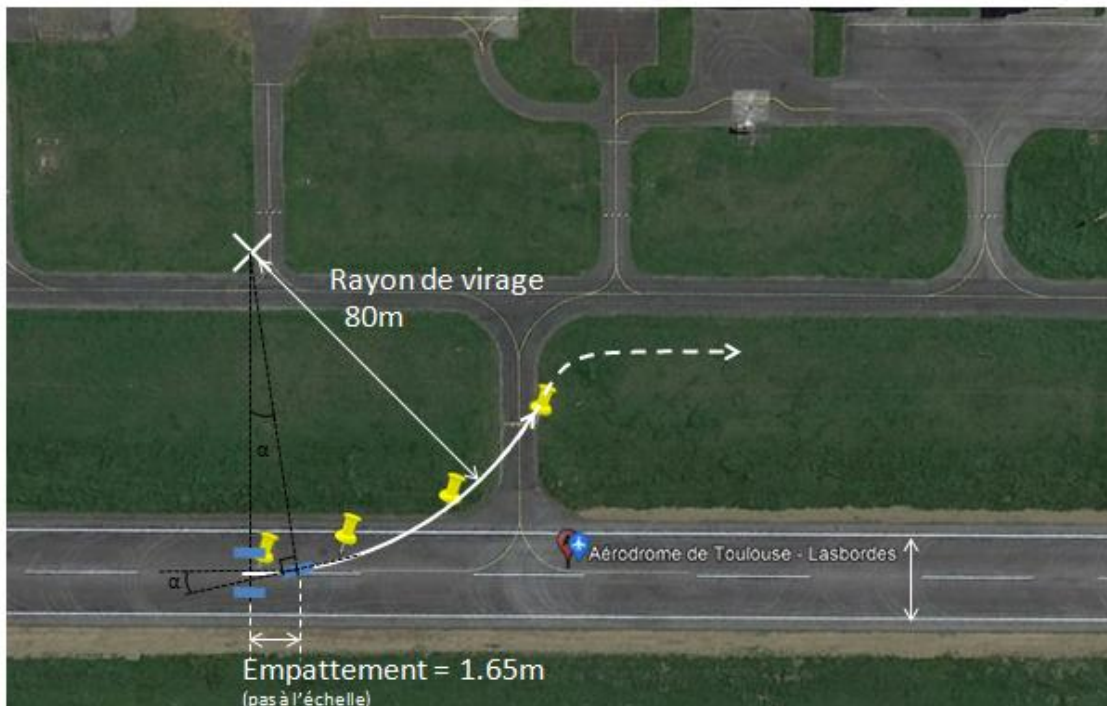 Rayon de virage
80m
α
Aérodrome de Toulouse - Lasbordes
α
Empattement = 1.65m
(pas à l'échelle)